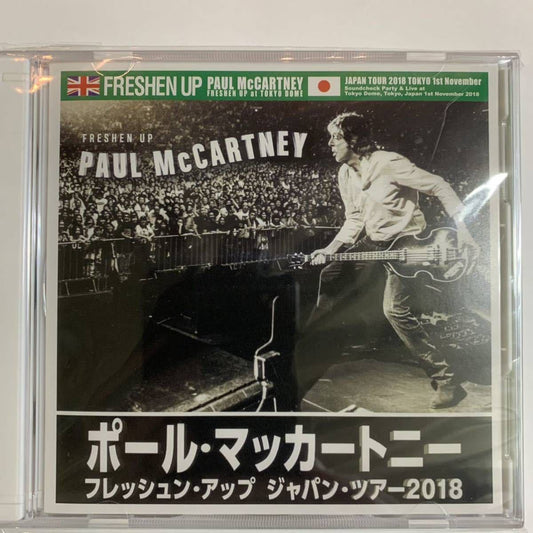 FRESHEN UP PAUL McCARTNEY
FRESHEN UP at TOKYO DOME
JAPAN TOUR 2018 TOKYO 1st November
Soundcheck Party & Live at
Tokyo Dome, Tokyo, Japan 1st November 2018
FRESHEN UP
PAUL McCARTNEY
ポール・マッカートニー
フレッシュン・アップ ジャパン・ツアー2018